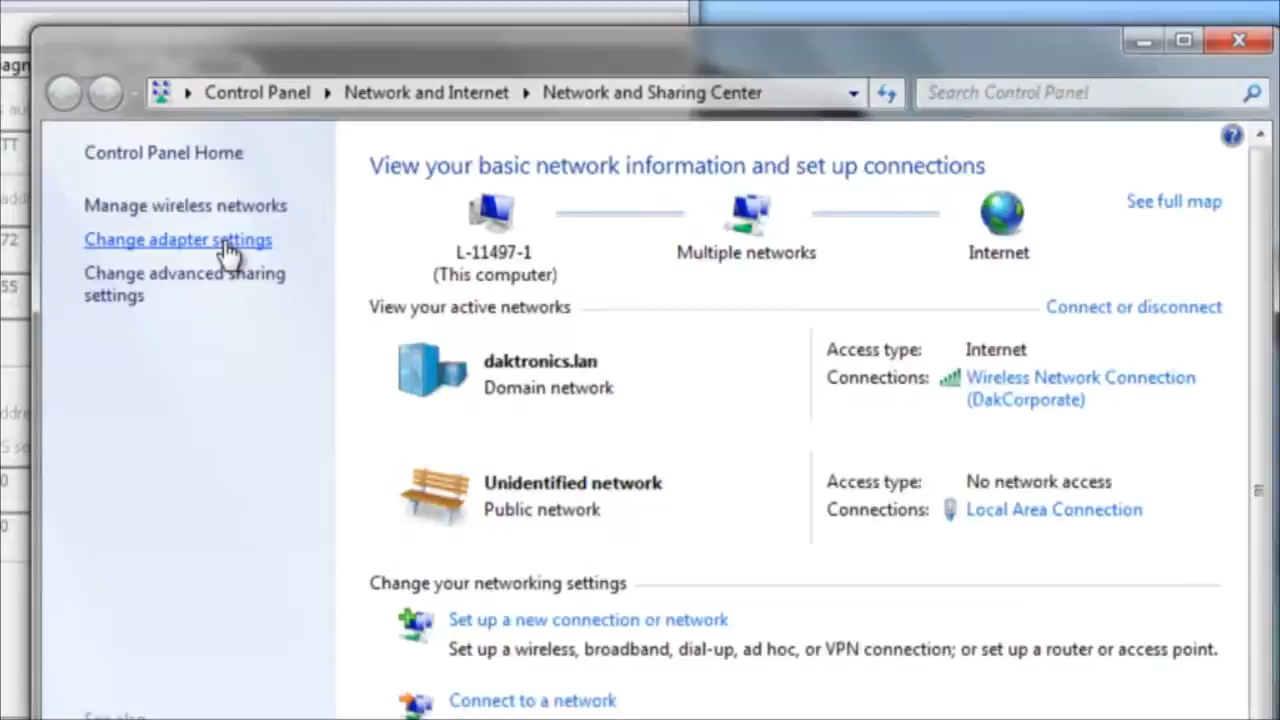 Control Panel
Network and Internet
Network and Sharing Center
Search Control Panel
Control Panel Home
Manage wireless networks
Change adapter settings
Change advanced sharing
settings
View your basic network information and set up connections
See full map
L-11497-1
(This computer)
Multiple networks
Internet
View your active networks
Connect or disconnect
daktronics.lan
Domain network
Access type: Internet
Connections: Wireless Network Connection
(DakCorporate)
Unidentified network
Public network
Access type: No network access
Connections: Local Area Connection
Change your networking settings
Set up a new connection or network
Set up a wireless, broadband, dial-up, ad hoc, or VPN connection; or set up a router or access point.
Connect to a network